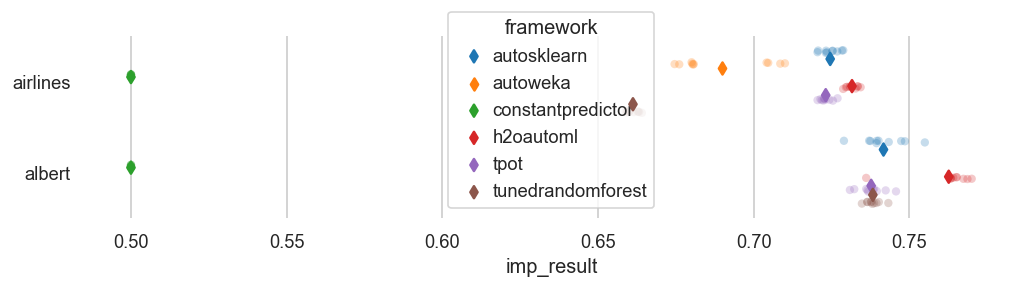 framework
autosklearn
autoweka
constantpredictor
h2oautoml
tpot
tunedrandomforest
airlines
albert
0.50 0.55 0.60 0.65 0.70 0.75
imp_result